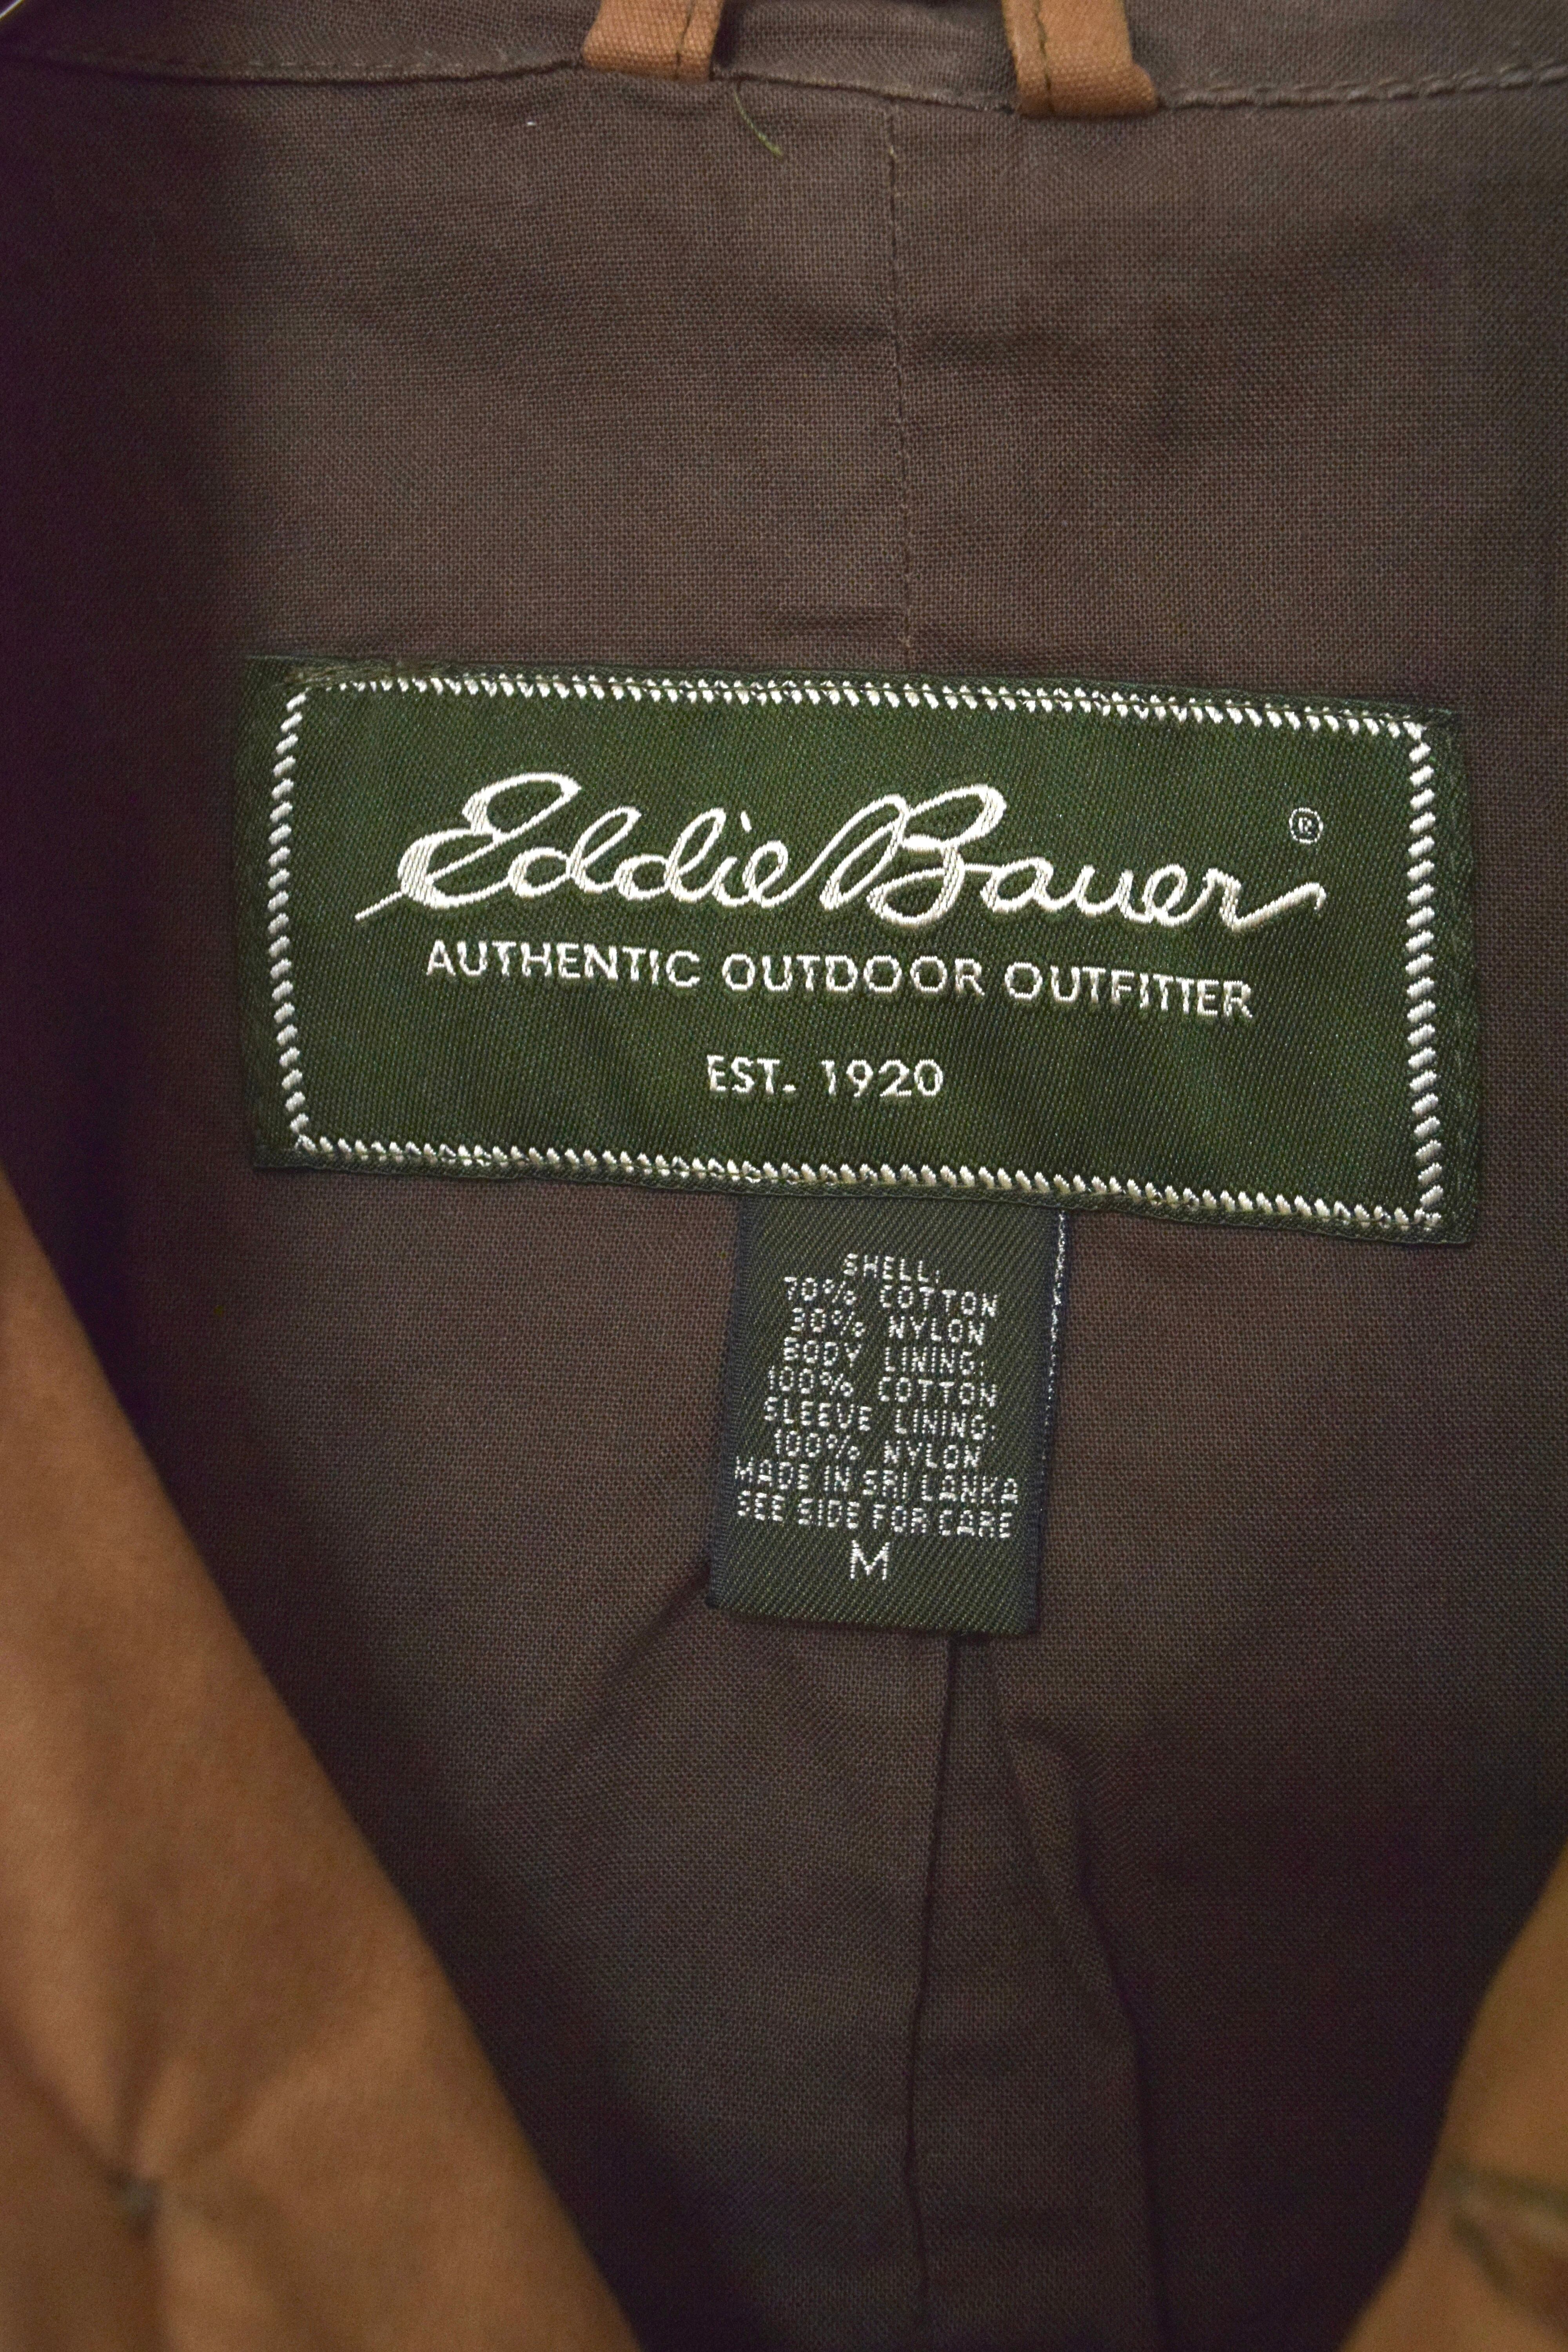 Eddie Bauer ®
AUTHENTIC OUTDOOR OUTFITTER
EST. 1920
SHELL:
70% COTTON
30% NYLON
BODY LINING:
100% COTTON
SLEEVE LINING:
100% NYLON
MADE IN SRI LANKA
SEE SIDE FOR CARE
M